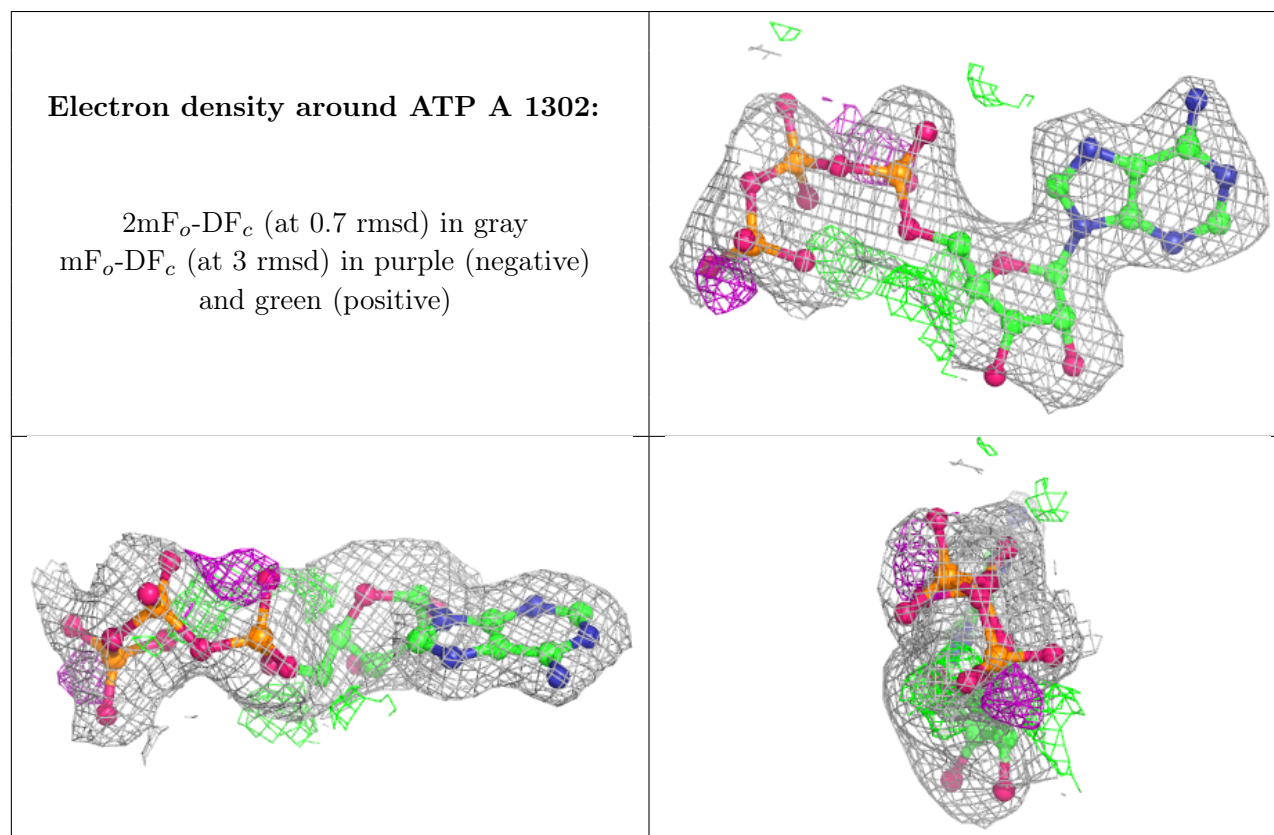 Electron density around ATP A 1302:
2mFₒ-DF𝒸 (at 0.7 rmsd) in gray
mFₒ-DF𝒸 (at 3 rmsd) in purple (negative)
and green (positive)